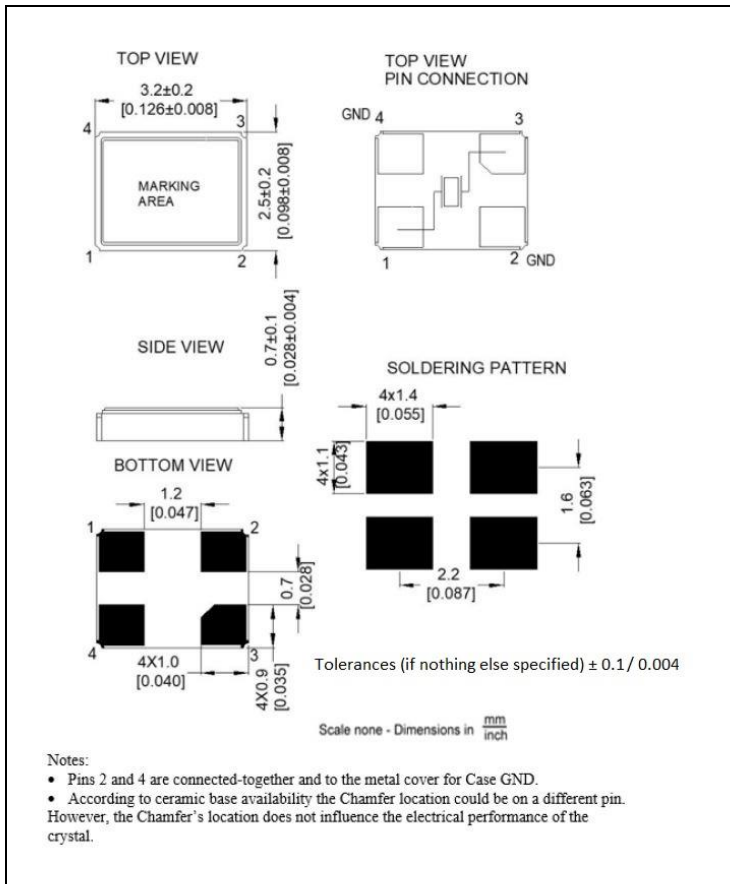 TOP VIEW
3.2±0.2
[0.126±0.008]
4
3
MARKING
AREA
2.5±0.2
[0.098±0.008]
1
2
TOP VIEW
PIN CONNECTION
GND 4
3
1
2 GND
SIDE VIEW
0.7±0.1
[0.028±0.004]
SOLDERING PATTERN
4x1.4
[0.055]
4x1.1
[0.043]
1.6
[0.063]
2.2
[0.087]
BOTTOM VIEW
1.2
[0.047]
1
2
0.7
[0.028]
4
3
4X1.0
[0.040]
4X0.9
[0.035]
Tolerances (if nothing else specified) ± 0.1/ 0.004
Scale none - Dimensions in mm
inch
Notes:
• Pins 2 and 4 are connected-together and to the metal cover for Case GND.
• According to ceramic base availability the Chamfer location could be on a different pin.
However, the Chamfer's location does not influence the electrical performance of the
crystal.